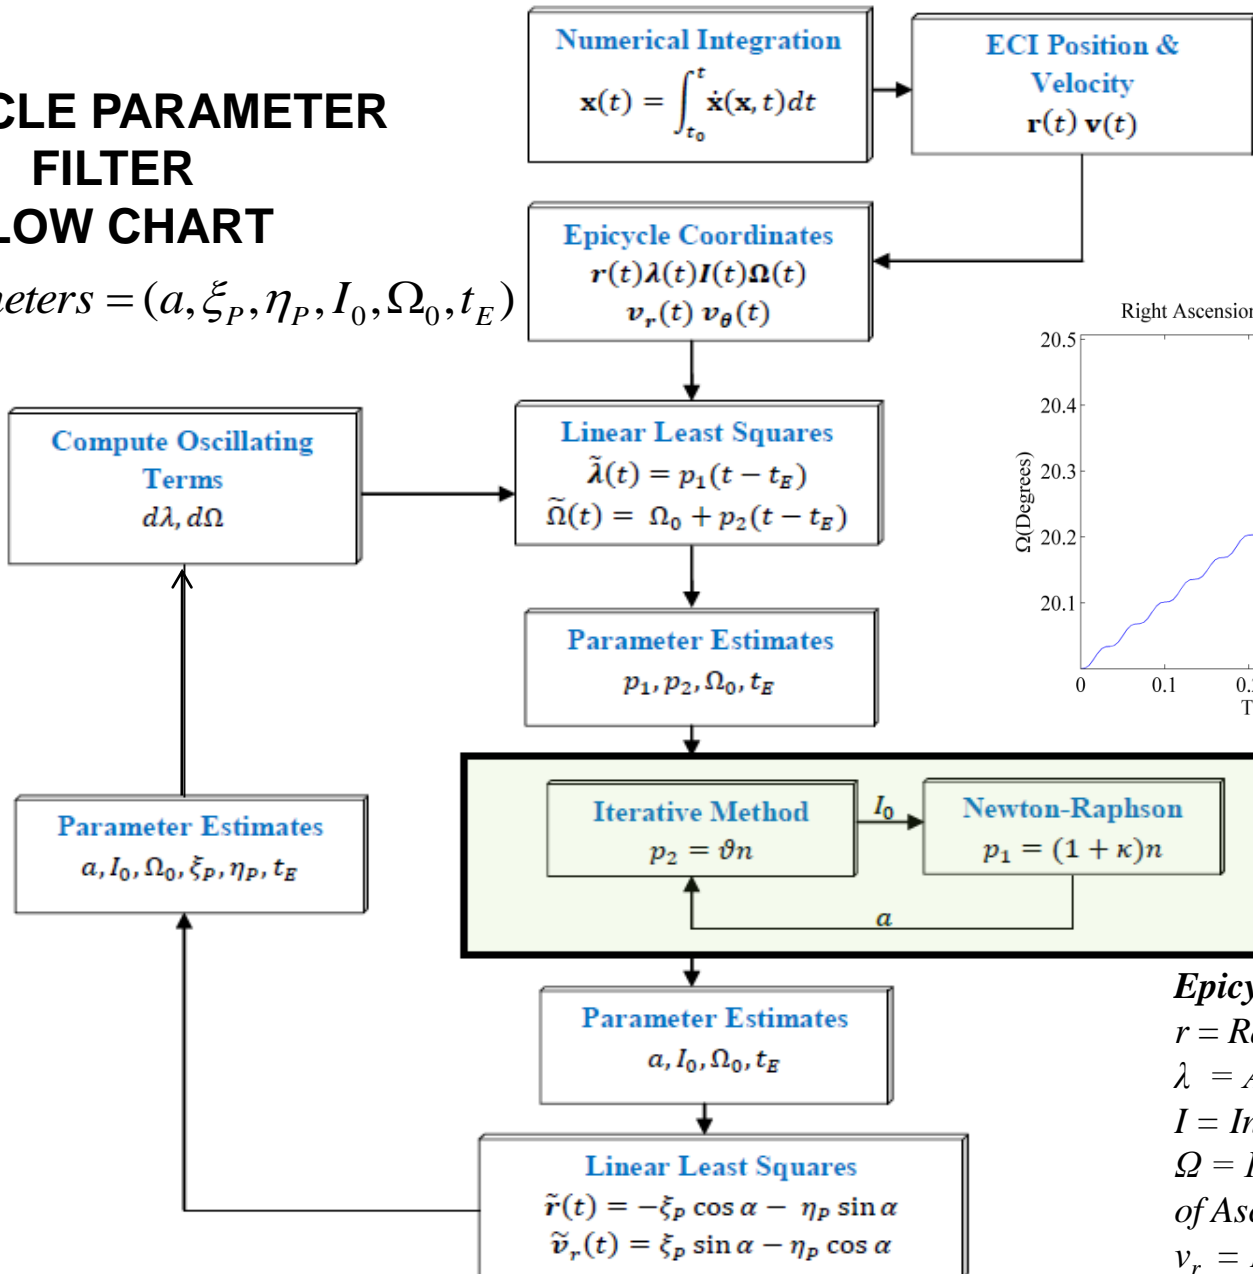 CLE PARAMETER
FILTER
LOW CHART
meters = (a, ξ_P, η_P, I_0, Ω_0, t_E)
Numerical Integration
x(t) = ∫_{t_0}^{t} ẋ(x, t)dt
ECI Position &
Velocity
r(t) v(t)
Epicycle Coordinates
r(t)λ(t)I(t)Ω(t)
v_r(t) v_θ(t)
Compute Oscillating
Terms
dλ, dΩ
Linear Least Squares
λ̃(t) = p_1(t − t_E)
Ω̃(t) = Ω_0 + p_2(t − t_E)
Parameter Estimates
p_1, p_2, Ω_0, t_E
Right Ascension
Ω(Degrees)
20.5
20.4
20.3
20.2
20.1
0 0.1
T
Iterative Method
p_2 = ϑn
I_0
Newton-Raphson
p_1 = (1 + κ)n
a
Parameter Estimates
a, I_0, Ω_0, ξ_P, η_P, t_E
Parameter Estimates
a, I_0, Ω_0, t_E
Linear Least Squares
r̃(t) = −ξ_P cos α − η_P sin α
ṽ_r(t) = ξ_P sin α − η_P cos α
Epicy
r = R
λ = A
I = In
Ω =
of Asc
v_r =